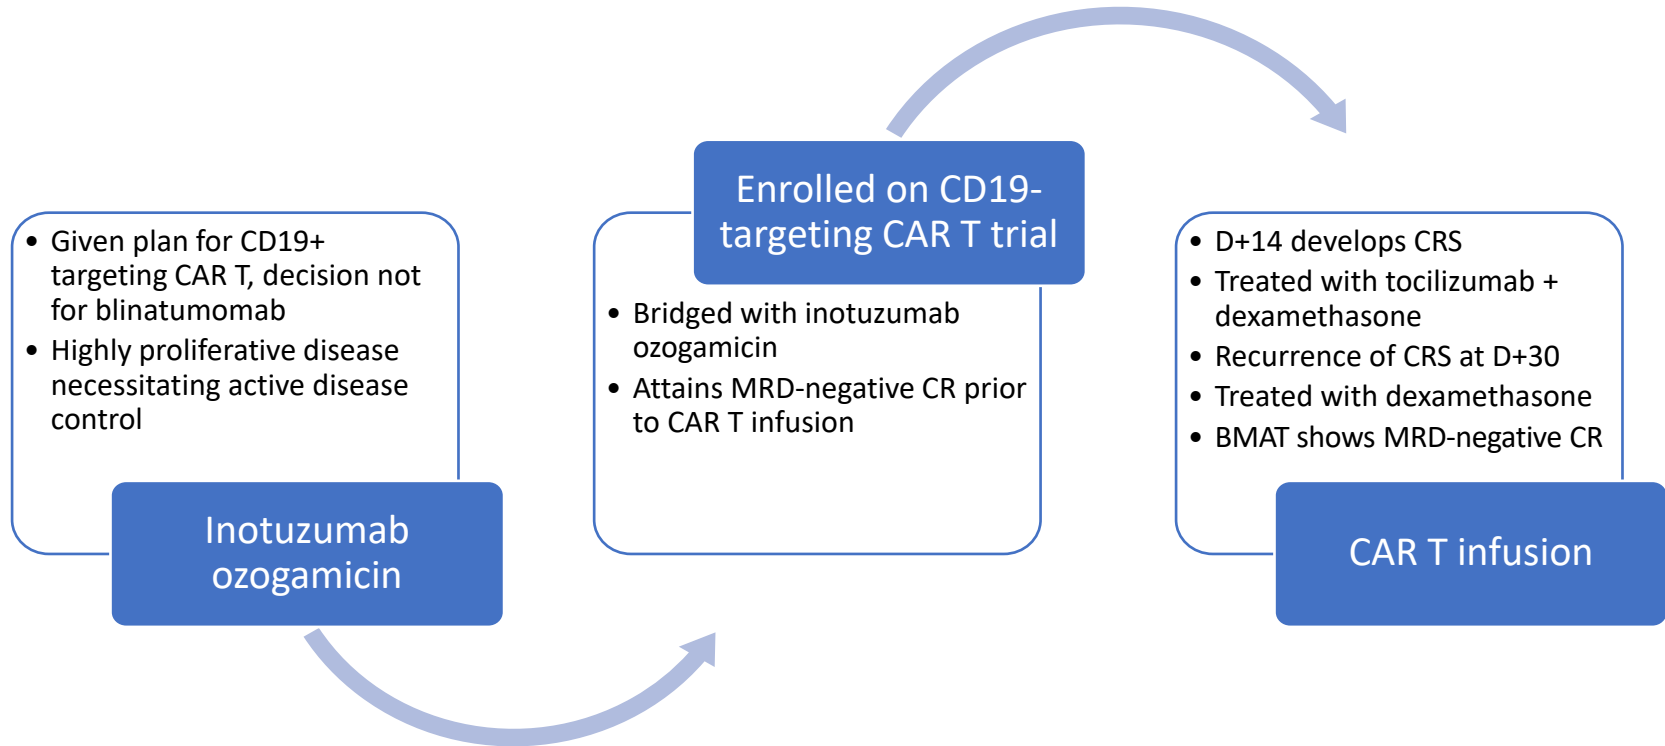 • Given plan for CD19+
targeting CAR T, decision not
for blinatumomab
• Highly proliferative disease
necessitating active disease
control
Inotuzumab
ozogamicin
Enrolled on CD19-
targeting CAR T trial
• Bridged with inotuzumab
ozogamicin
• Attains MRD-negative CR prior
to CAR T infusion
• D+14 develops CRS
• Treated with tocilizumab +
dexamethasone
• Recurrence of CRS at D+30
• Treated with dexamethasone
• BMAT shows MRD-negative CR
CAR T infusion